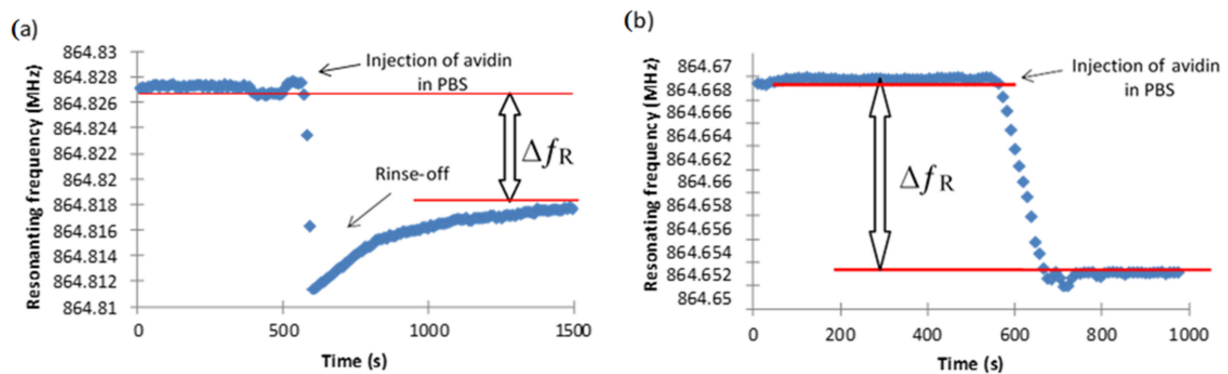 (a)
Resonanting frequency (MHz)
864.83
864.828
864.826
864.824
864.822
864.82
864.818
864.816
864.814
864.812
864.81
Injection of avidin
in PBS
ΔfR
Rinse-off
0
500
1000
1500
Time (s)
(b)
Resonating frequency (MHz)
864.67
864.668
864.666
864.664
864.662
864.66
864.658
864.656
864.654
864.652
864.65
Injection of avidin
in PBS
ΔfR
0
200
400
600
800
1000
Time (s)